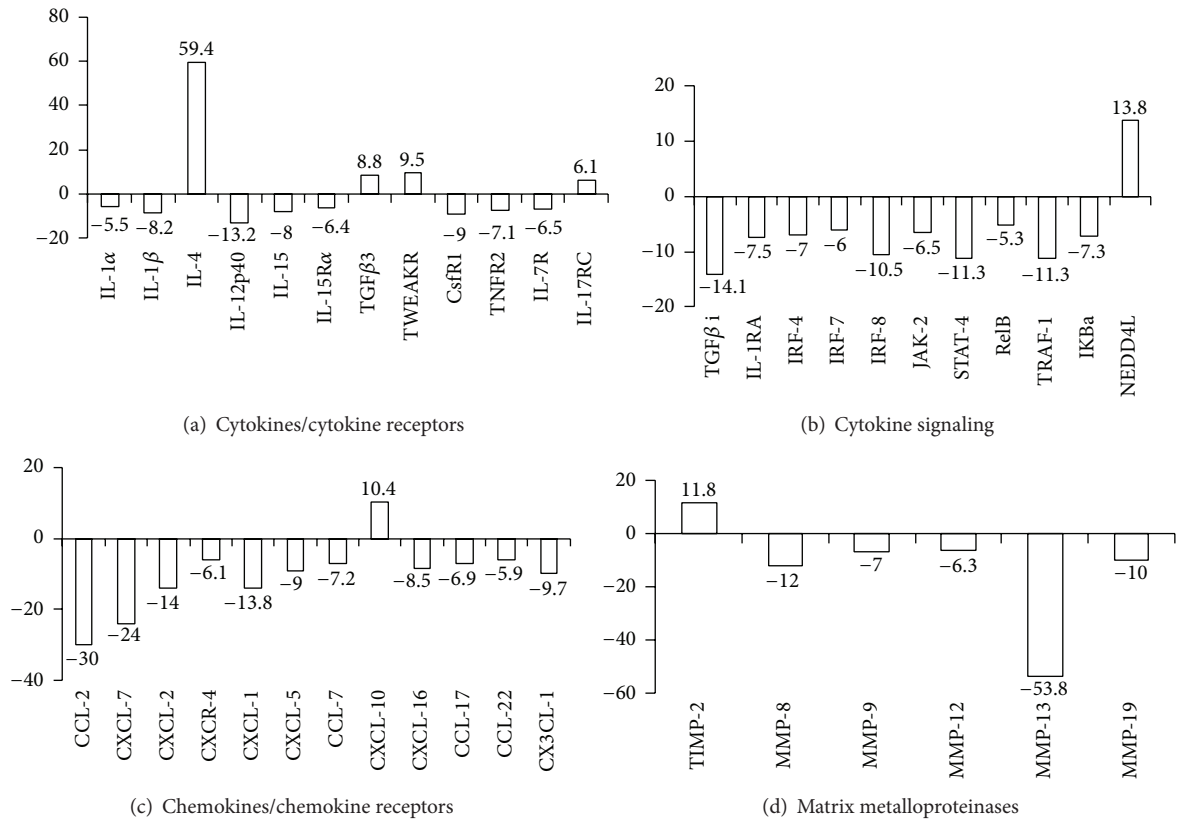 80
60
40
20
0
−20
59.4
8.8
9.5
6.1
−5.5
−8.2
−13.2
−8
−6.4
−9
−7.1
−6.5
IL-1α
IL-1β
IL-4
IL-12p40
IL-15
IL-15Rα
TGFβ3
TWEAKR
CsfR1
TNFR2
IL-7R
IL-17RC
(a) Cytokines/cytokine receptors
20
10
0
−10
−20
13.8
−14.1
−7.5
−7
−6
−10.5
−6.5
−11.3
−5.3
−11.3
−7.3
TGFβ i
IL-1RA
IRF-4
IRF-7
IRF-8
JAK-2
STAT-4
RelB
TRAF-1
IKBa
NEDD4L
(b) Cytokine signaling
20
0
−20
−40
10.4
−30
−24
−14
−6.1
−13.8
−9
−7.2
−8.5
−6.9
−5.9
−9.7
CCL-2
CXCL-7
CXCL-2
CXCR-4
CXCL-1
CXCL-5
CCL-7
CXCL-10
CXCL-16
CCL-17
CCL-22
CX3CL-1
(c) Chemokines/chemokine receptors
20
0
−20
−40
−60
11.8
−12
−7
−6.3
−53.8
−10
TIMP-2
MMP-8
MMP-9
MMP-12
MMP-13
MMP-19
(d) Matrix metalloproteinases